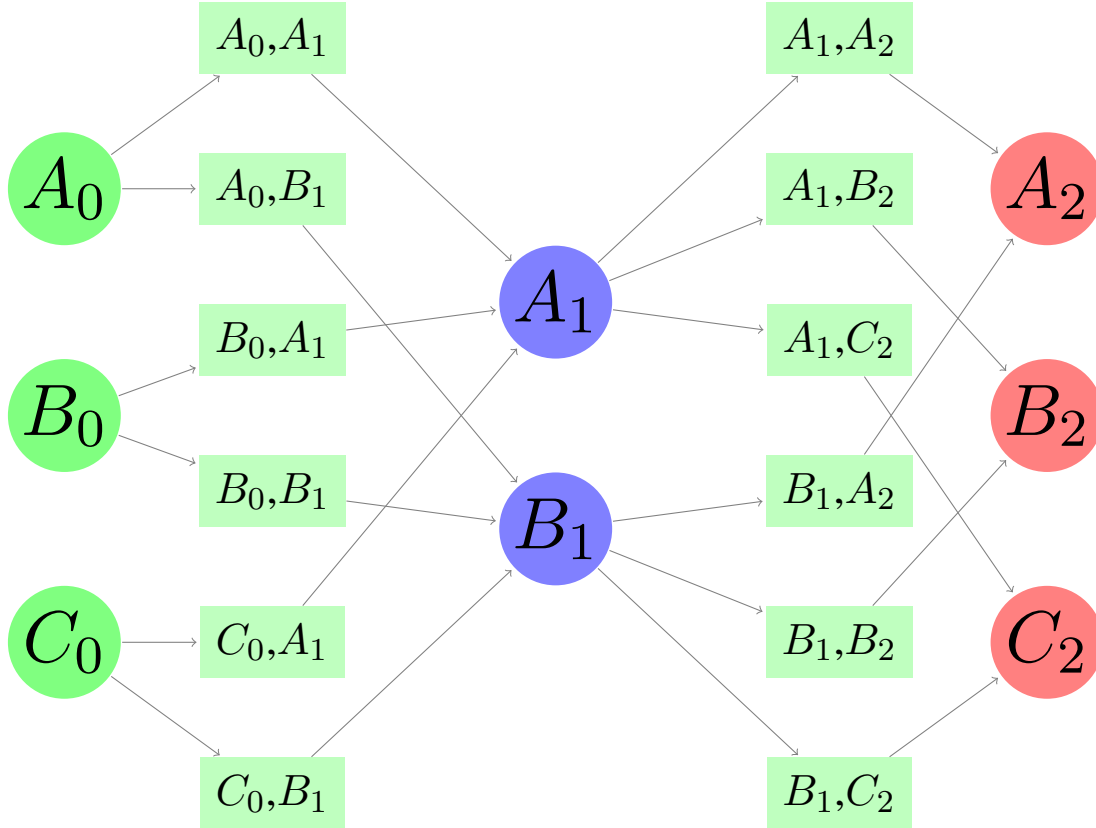 A₀,A₁
A₁,A₂
A₀
A₀,B₁
A₁,B₂
A₂
A₁
B₀,A₁
A₁,C₂
B₀
B₂
B₀,B₁
B₁,A₂
B₁
C₀
C₀,A₁
B₁,B₂
C₂
C₀,B₁
B₁,C₂